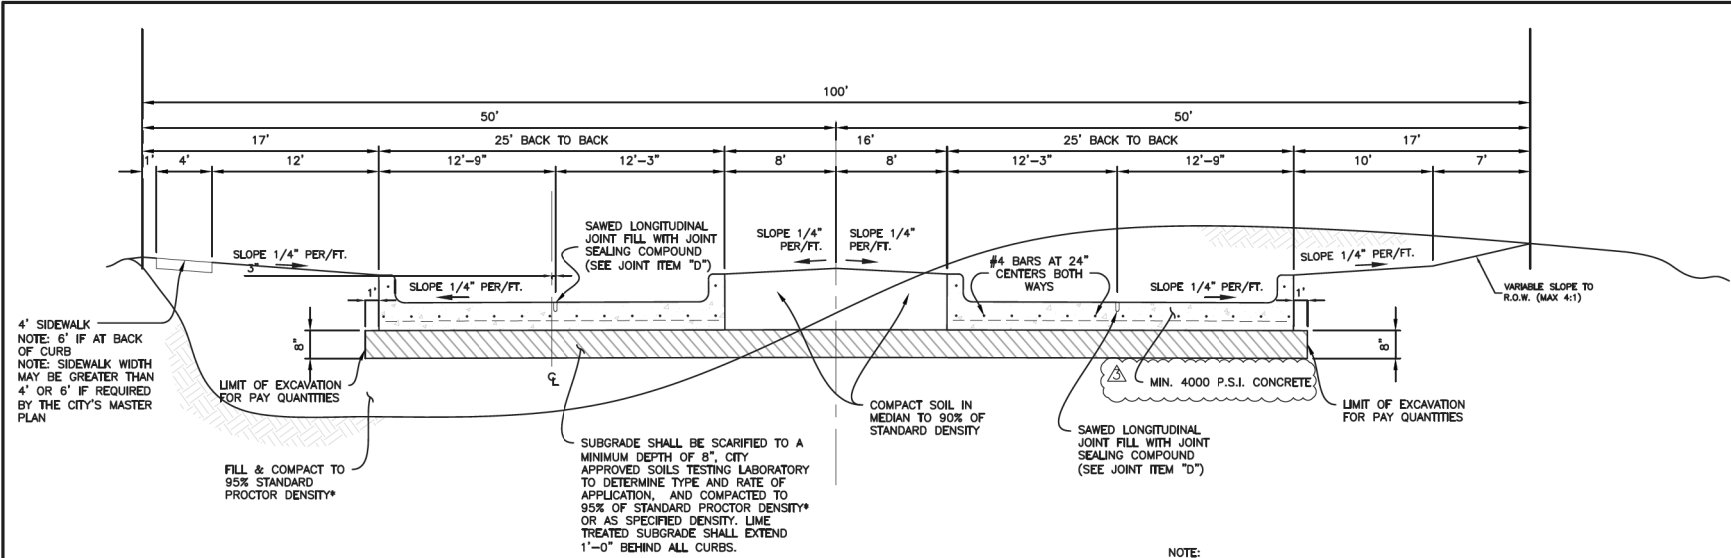 100'
50'
50'
17'
25' BACK TO BACK
16'
25' BACK TO BACK
17'
1'
4'
12'
12'-9"
12'-3"
8'
8'
12'-3"
12'-9"
10'
7'
SAWED LONGITUDINAL
JOINT FILL WITH JOINT
SEALING COMPOUND
(SEE JOINT ITEM "D")
SLOPE 1/4"
PER/FT.
SLOPE 1/4"
PER/FT.
SLOPE 1/4" PER/FT.
3"
SLOPE 1/4" PER/FT.
#4 BARS AT 24"
CENTERS BOTH
WAYS
SLOPE 1/4" PER/FT.
SLOPE 1/4" PER/FT.
VARIABLE SLOPE TO
R.O.W. (MAX 4:1)
1'
1'
4' SIDEWALK
NOTE: 6' IF AT BACK
OF CURB
NOTE: SIDEWALK WIDTH
MAY BE GREATER THAN
4' OR 6' IF REQUIRED
BY THE CITY'S MASTER
PLAN
8"
8"
LIMIT OF EXCAVATION
FOR PAY QUANTITIES
℄
3
MIN. 4000 P.S.I. CONCRETE
COMPACT SOIL IN
MEDIAN TO 90% OF
STANDARD DENSITY
LIMIT OF EXCAVATION
FOR PAY QUANTITIES
SAWED LONGITUDINAL
JOINT FILL WITH JOINT
SEALING COMPOUND
(SEE JOINT ITEM "D")
FILL & COMPACT TO
95% STANDARD
PROCTOR DENSITY*
SUBGRADE SHALL BE SCARIFIED TO A
MINIMUM DEPTH OF 8", CITY
APPROVED SOILS TESTING LABORATORY
TO DETERMINE TYPE AND RATE OF
APPLICATION, AND COMPACTED TO
95% OF STANDARD PROCTOR DENSITY*
OR AS SPECIFIED DENSITY. LIME
TREATED SUBGRADE SHALL EXTEND
1'-0" BEHIND ALL CURBS.
NOTE: